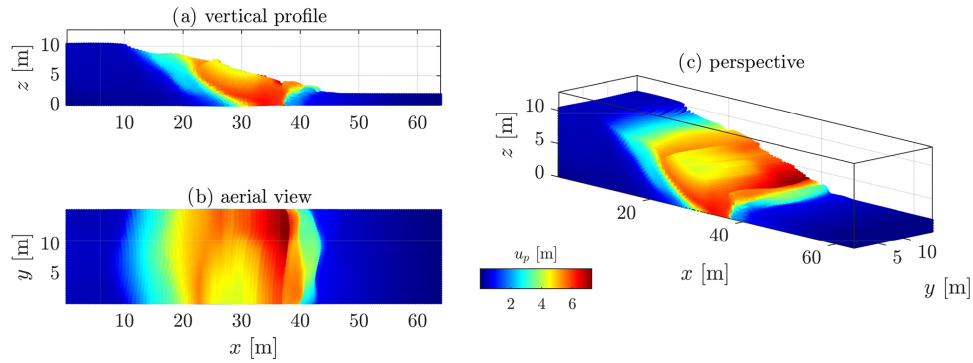 (a) vertical profile
z [m]
10
5
0
10 20 30 40 50 60
(b) aerial view
y [m]
10
5
10 20 30 40 50 60
x [m]
(c) perspective
z [m]
10
5
0
20
40
60
5
10
x [m]
y [m]
u_p [m]
2 4 6